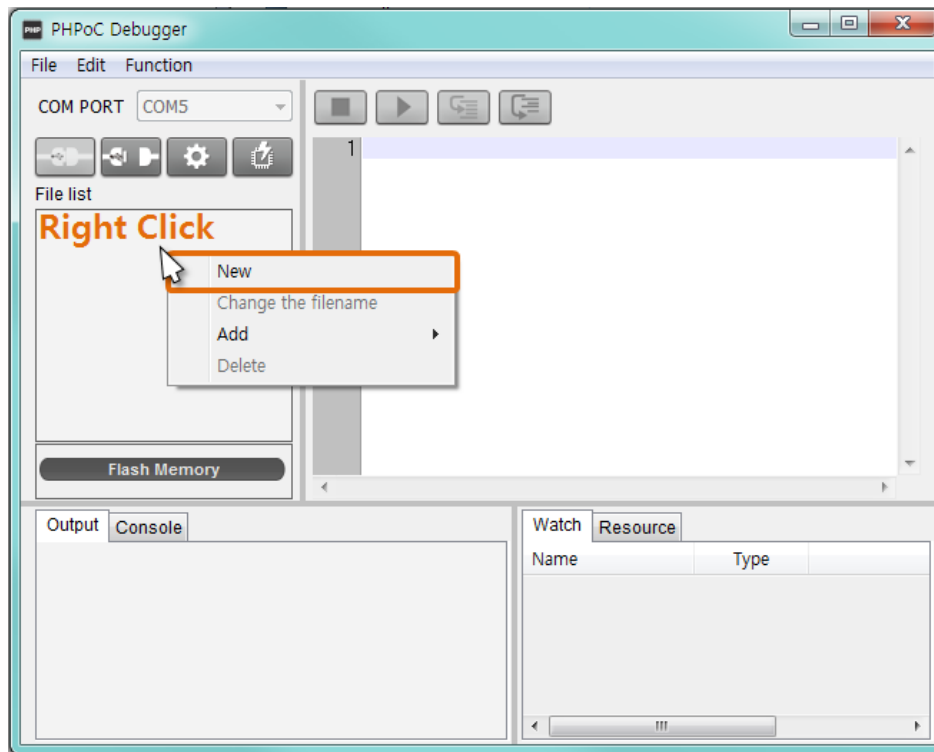 PHP PHPoC Debugger
File Edit Function
COM PORT COM5
1
File list
Right Click
New
Change the filename
Add
Delete
Flash Memory
Output Console
Watch Resource
Name Type